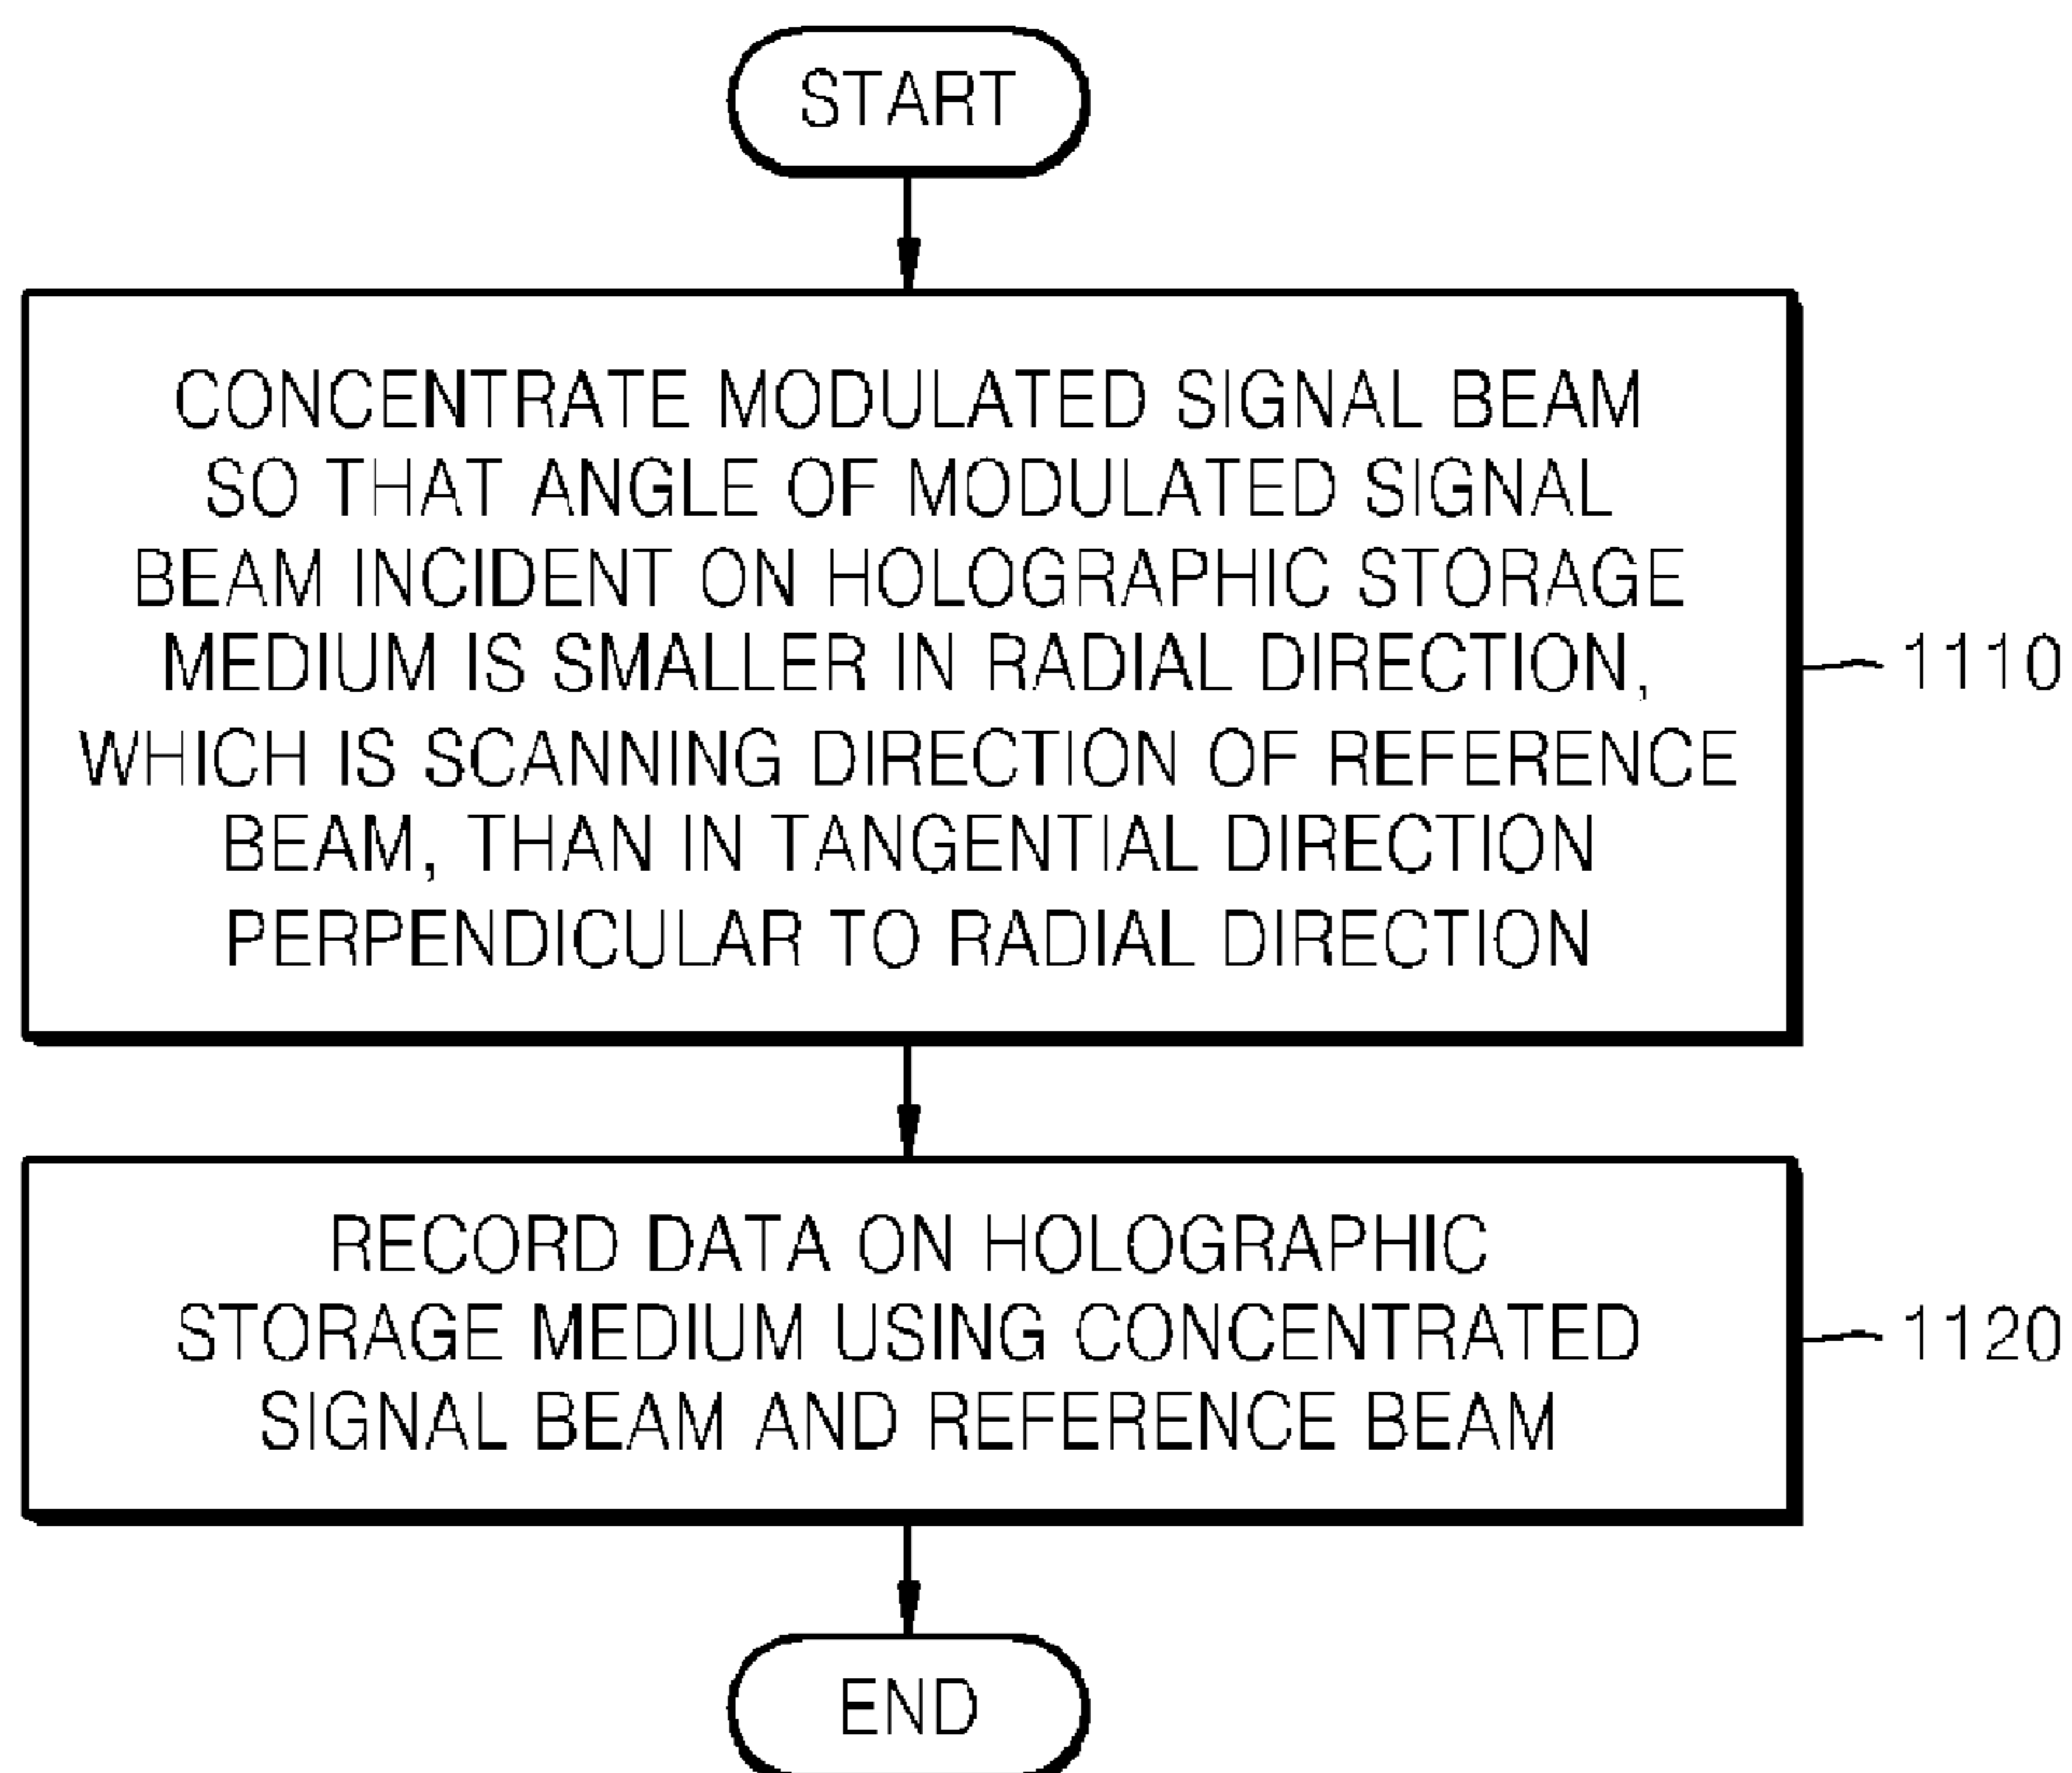 START
CONCENTRATE MODULATED SIGNAL BEAM
SO THAT ANGLE OF MODULATED SIGNAL
BEAM INCIDENT ON HOLOGRAPHIC STORAGE
MEDIUM IS SMALLER IN RADIAL DIRECTION,
WHICH IS SCANNING DIRECTION OF REFERENCE
BEAM, THAN IN TANGENTIAL DIRECTION
PERPENDICULAR TO RADIAL DIRECTION
1110
RECORD DATA ON HOLOGRAPHIC
STORAGE MEDIUM USING CONCENTRATED
SIGNAL BEAM AND REFERENCE BEAM
1120
END